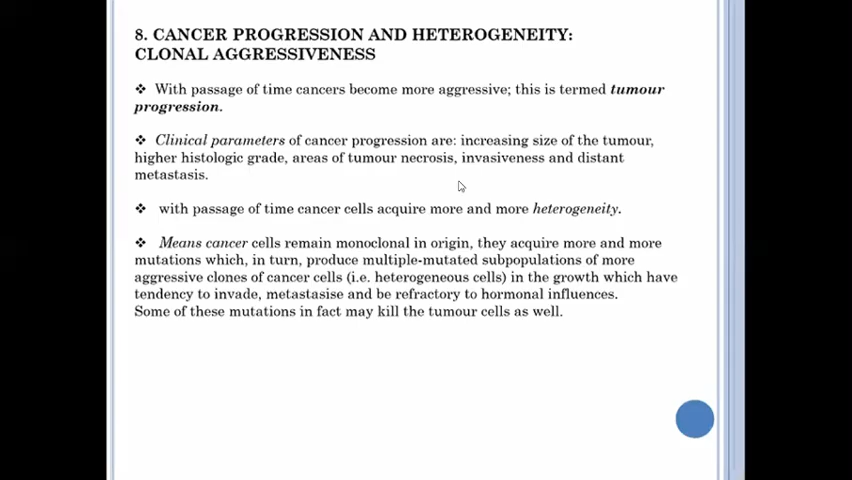 8. CANCER PROGRESSION AND HETEROGENEITY:
CLONAL AGGRESSIVENESS
❖ With passage of time cancers become more aggressive; this is termed tumour
progression.
❖ Clinical parameters of cancer progression are: increasing size of the tumour,
higher histologic grade, areas of tumour necrosis, invasiveness and distant
metastasis.
❖ with passage of time cancer cells acquire more and more heterogeneity.
❖ Means cancer cells remain monoclonal in origin, they acquire more and more
mutations which, in turn, produce multiple-mutated subpopulations of more
aggressive clones of cancer cells (i.e. heterogeneous cells) in the growth which have
tendency to invade, metastasise and be refractory to hormonal influences.
Some of these mutations in fact may kill the tumour cells as well.